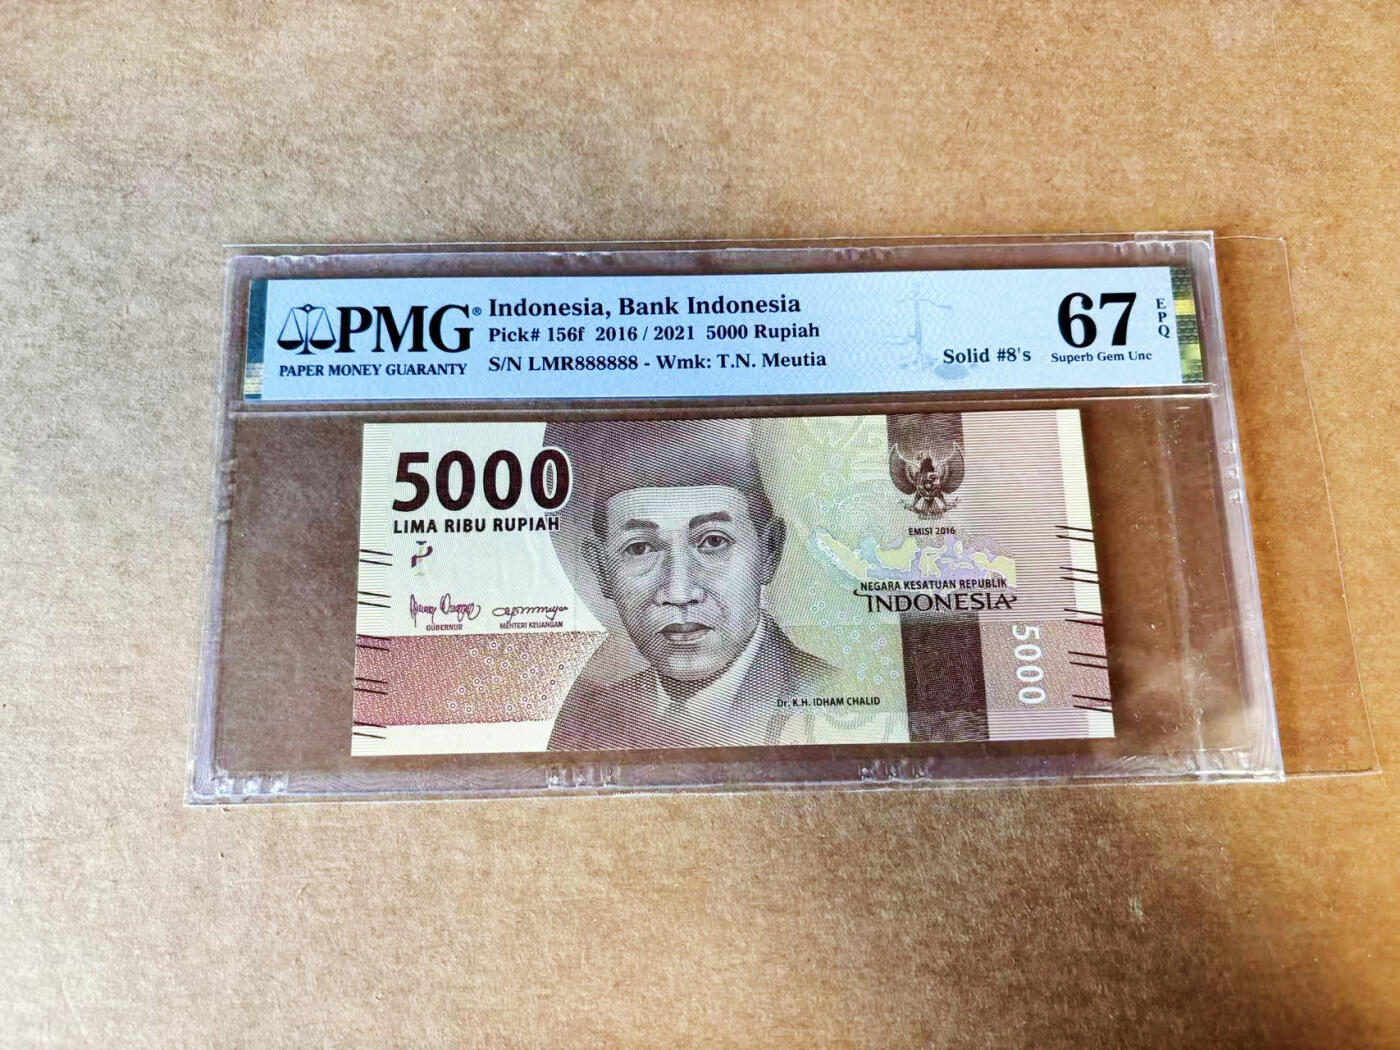 PMG®
PAPER MONEY GUARANTY
Indonesia, Bank Indonesia
Pick# 156f 2016 / 2021 5000 Rupiah
S/N LMR888888 - Wmk: T.N. Meutia
Solid #8's
67
EPQ
Superb Gem Unc
5000
LIMA RIBU RUPIAH
GUBERNUR
MENTERI KEUANGAN
EMISI 2016
NEGARA KESATUAN REPUBLIK
INDONESIA
5000
Dr. K.H. IDHAM CHALID